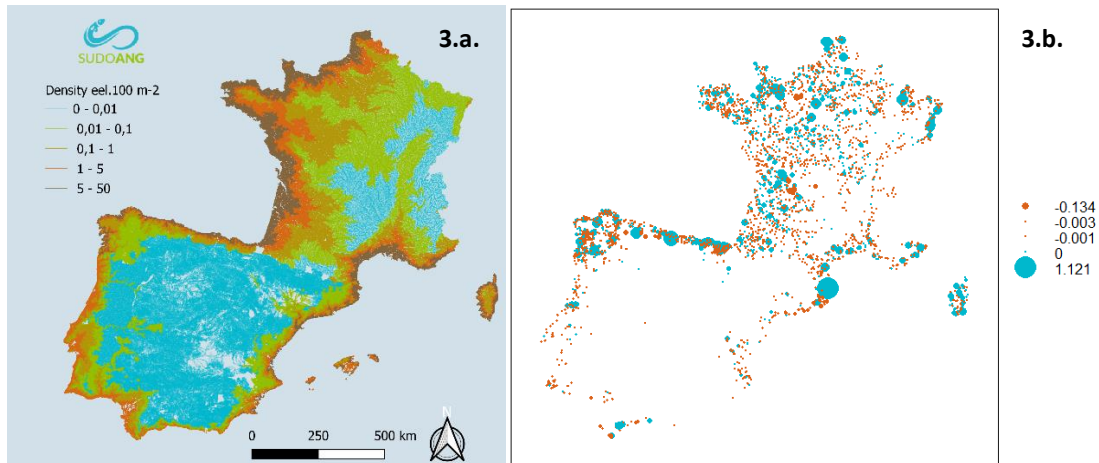 3.a.
SUDOANG
Density eel.100 m-2
0 - 0,01
0,01 - 0,1
0,1 - 1
1 - 5
5 - 50
N
0 250 500 km
3.b.
-0.134
-0.003
-0.001
0
1.121